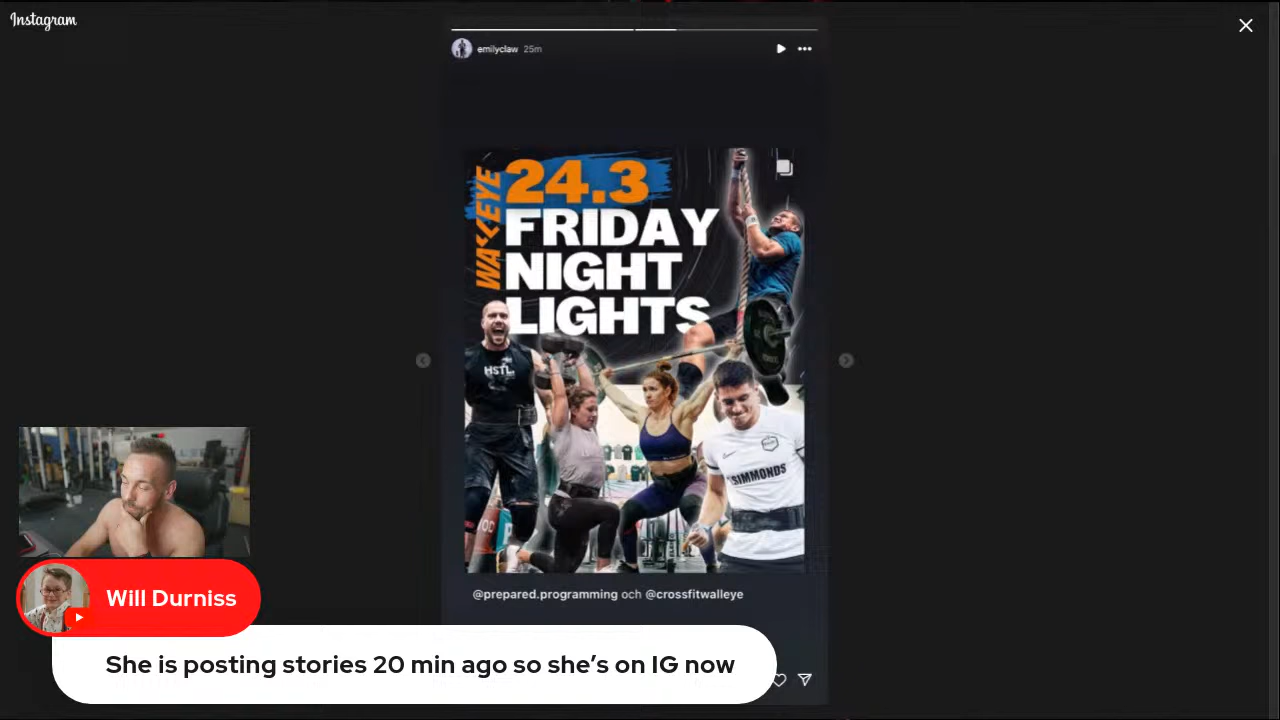 Instagram
emilyclaw 25m
24.3
WALLEYE
FRIDAY
NIGHT
LIGHTS
HSTL.
SIMMONDS
@prepared.programming och @crossfitwalleye
Will Durniss
She is posting stories 20 min ago so she’s on IG now